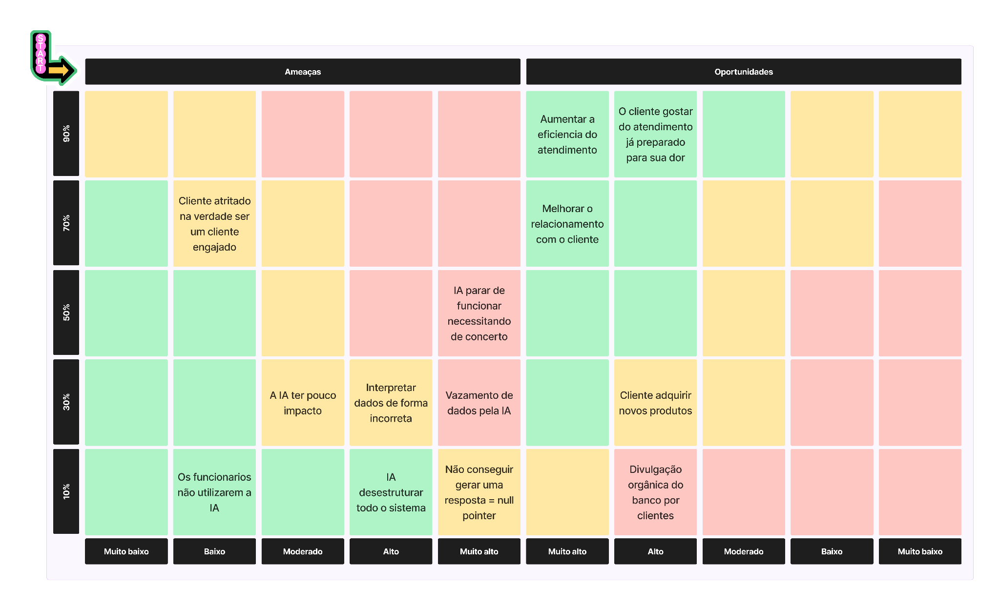 START
Ameaças
Oportunidades
90%
Aumentar a
eficiencia do
atendimento
O cliente gostar
do atendimento
já preparado
para sua dor
70%
Cliente atritado
na verdade ser
um cliente
engajado
Melhorar o
relacionamento
com o cliente
50%
IA parar de
funcionar
necessitando
de concerto
30%
A IA ter pouco
impacto
Interpretar
dados de forma
incorreta
Vazamento de
dados pela IA
Cliente adquirir
novos produtos
10%
Os funcionarios
não utilizarem a
IA
IA
desestruturar
todo o sistema
Não conseguir
gerar uma
resposta = null
pointer
Divulgação
orgânica do
banco por
clientes
Muito baixo
Baixo
Moderado
Alto
Muito alto
Muito alto
Alto
Moderado
Baixo
Muito baixo